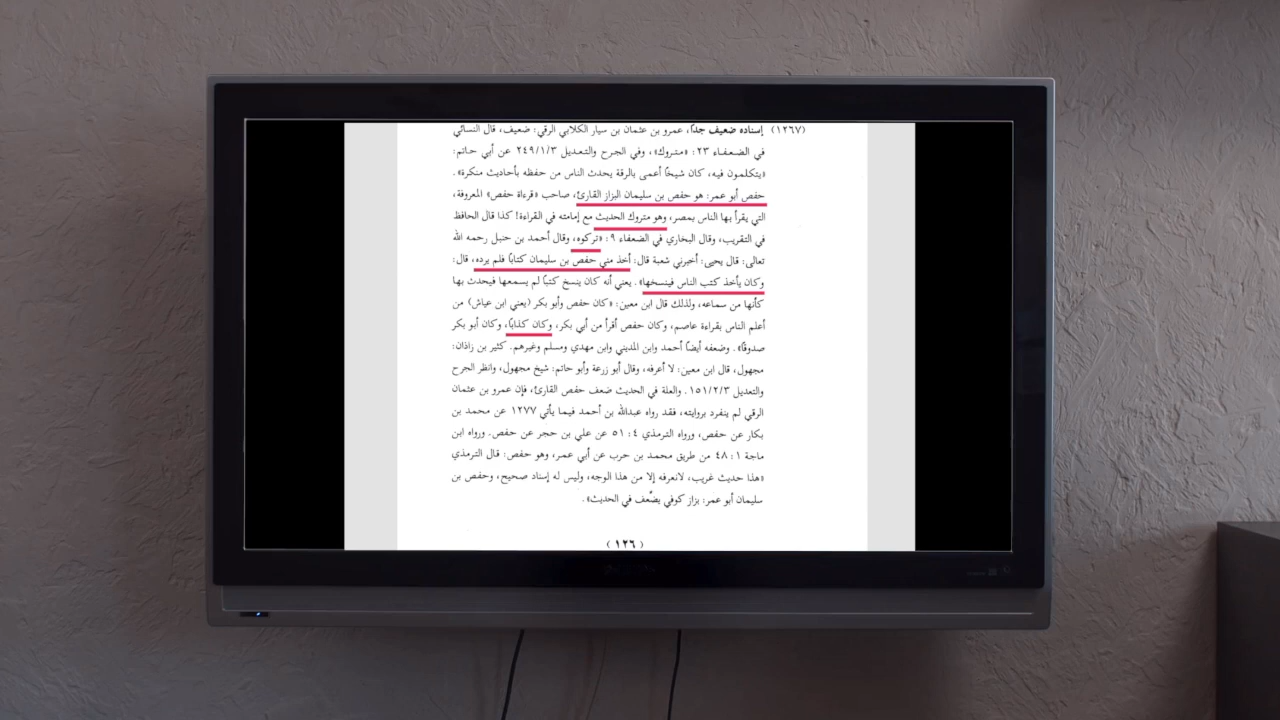 (١٢٦٧) إسناده ضعيف جداً، عمرو بن عثمان بن سيار الكلابي الرقي: ضعيف، قال النسائي
في الضعفاء ٢٣: «متروك»، وفي الجرح والتعديل ٢٤٩/١/٣ عن أبي حاتم:
«يتكلمون فيه، كان شيخًا أعمى بالرقة يحدث الناس من حفظه بأحاديث منكرة».
حفص أبو عمر: هو حفص بن سليمان البزاز القارئ، صاحب «قرءاة حفص» المعروفة،
التي يقرأ بها الناس بمصر، وهو متروك الحديث مع إمامته في القراءة! كذا قال الحافظ
في التقريب، وقال البخاري في الضعفاء ٩: «تركوه، وقال أحمد بن حنبل رحمه الله
تعالى: قال يحيى: أخبرني شعبة قال: أخذ مني حفص بن سليمان كتابًا فلم يرده، قال:
وكان يأخذ كتب الناس فينسخها». يعني أنه كان ينسخ كتبًا لم يسمعها فيحدث بها
كأنها من سماعه، ولذلك قال ابن معين: «كان حفص وأبو بكر (يعني ابن عياش) من
أعلم الناس بقراءة عاصم، وكان حفص أقرأ من أبي بكر، وكان كذابًا، وكان أبو بكر
صدوقًا». وضعفه أيضًا أحمد وابن المديني وابن مهدي ومسلم وغيرهم. كثير بن زاذان:
مجهول، قال ابن معين: لا أعرفه، وقال أبو زرعة وأبو حاتم: شيخ مجهول، وانظر الجرح
والتعديل ١٥١/٢/٣. والعلة في الحديث ضعف حفص القارئ، فإن عمرو بن عثمان
الرقي لم ينفرد بروايته، فقد رواه عبدالله بن أحمد فيما يأتي ١٢٧٧ عن محمد بن
بكار عن حفص، ورواه الترمذي ٤: ٥١ عن علي بن حجر عن حفص. ورواه ابن
ماجة ١: ٤٨ من طريق محمد بن حرب عن أبي عمر، وهو حفص: قال الترمذي
«هذا حديث غريب، لانعرفه إلا من هذا الوجه، وليس له إسناد صحيح، وحفص بن
سليمان أبو عمر: بزاز كوفي يضعَّف في الحديث».
(١٢٦)